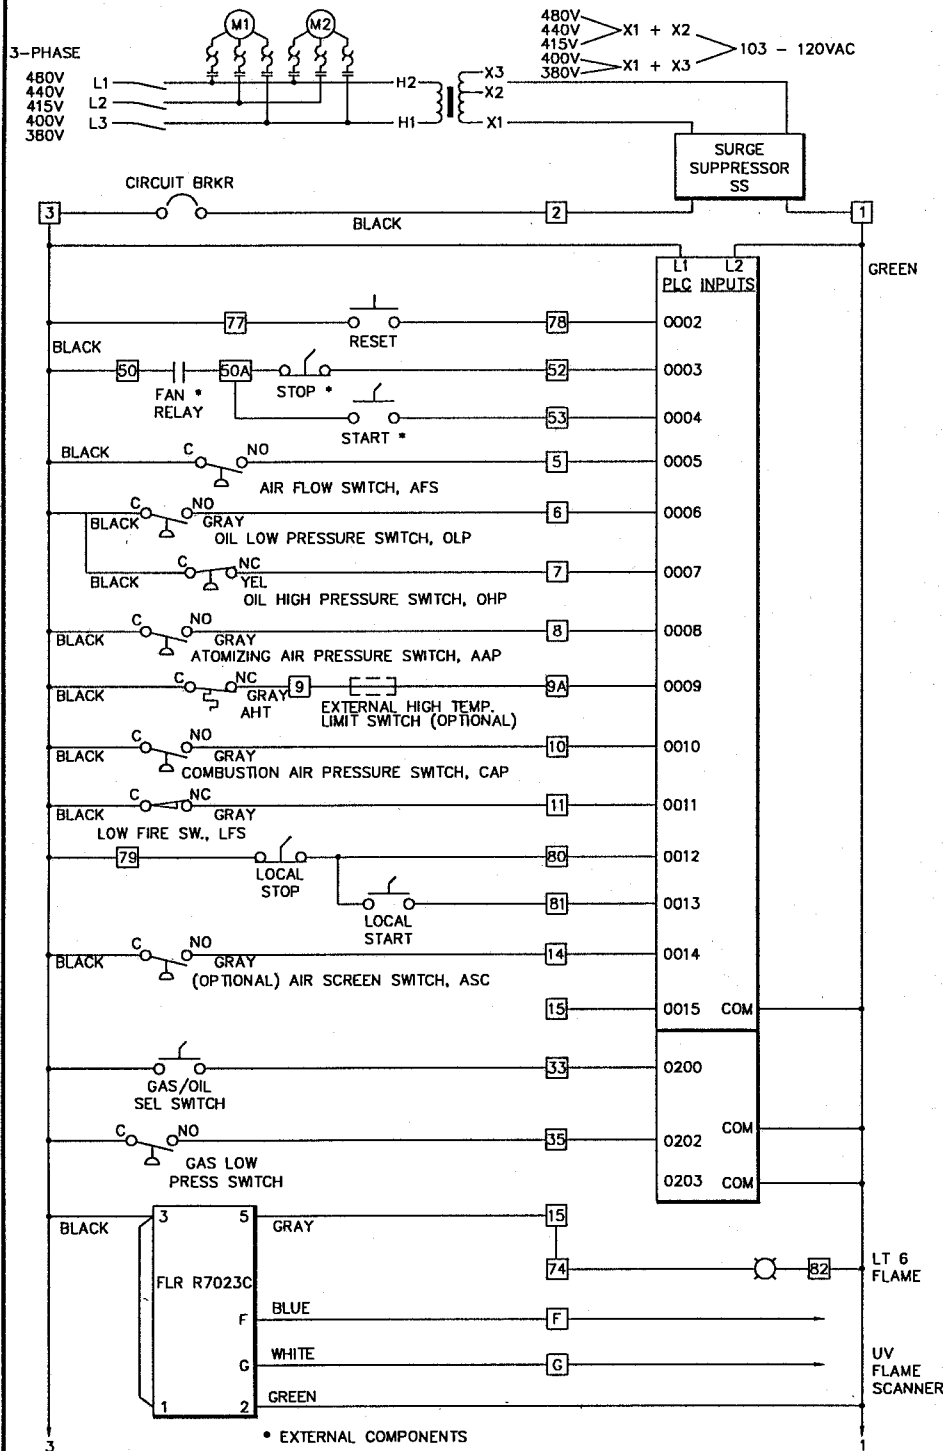 M1 M2
3-PHASE
480V
440V
415V
400V
380V
L1
L2
L3
H2
H1
X3
X2
X1
480V
440V
415V
X1 + X2
400V
380V
X1 + X3
103 - 120VAC
SURGE
SUPPRESSOR
SS
CIRCUIT BRKR
3 BLACK 2 1
GREEN
L1 L2
PLC INPUTS
77 RESET 78 0002
BLACK
50 FAN * RELAY 50A STOP * 52 0003
START * 53 0004
BLACK C NO 5 0005
AIR FLOW SWITCH, AFS
BLACK C NO GRAY 6 0006
OIL LOW PRESSURE SWITCH, OLP
BLACK C NC YEL 7 0007
OIL HIGH PRESSURE SWITCH, OHP
BLACK C NO GRAY 8 0008
ATOMIZING AIR PRESSURE SWITCH, AAP
BLACK C NC GRAY 9 9A 0009
AHT
EXTERNAL HIGH TEMP.
LIMIT SWITCH (OPTIONAL)
BLACK C NO GRAY 10 0010
COMBUSTION AIR PRESSURE SWITCH, CAP
BLACK C NC GRAY 11 0011
LOW FIRE SW., LFS
79 80 0012
LOCAL
STOP
81 0013
LOCAL
START
BLACK C NO GRAY 14 0014
(OPTIONAL) AIR SCREEN SWITCH, ASC
15 0015 COM
33 0200
GAS/OIL
SEL SWITCH
COM
C NO 35 0202
GAS LOW
PRESS SWITCH
0203 COM
BLACK 3 5 GRAY 15
FLR R7023C
74 82
LT 6
FLAME
F BLUE F
G WHITE G
UV
FLAME
SCANNER
1 2 GREEN
* EXTERNAL COMPONENTS
3 1